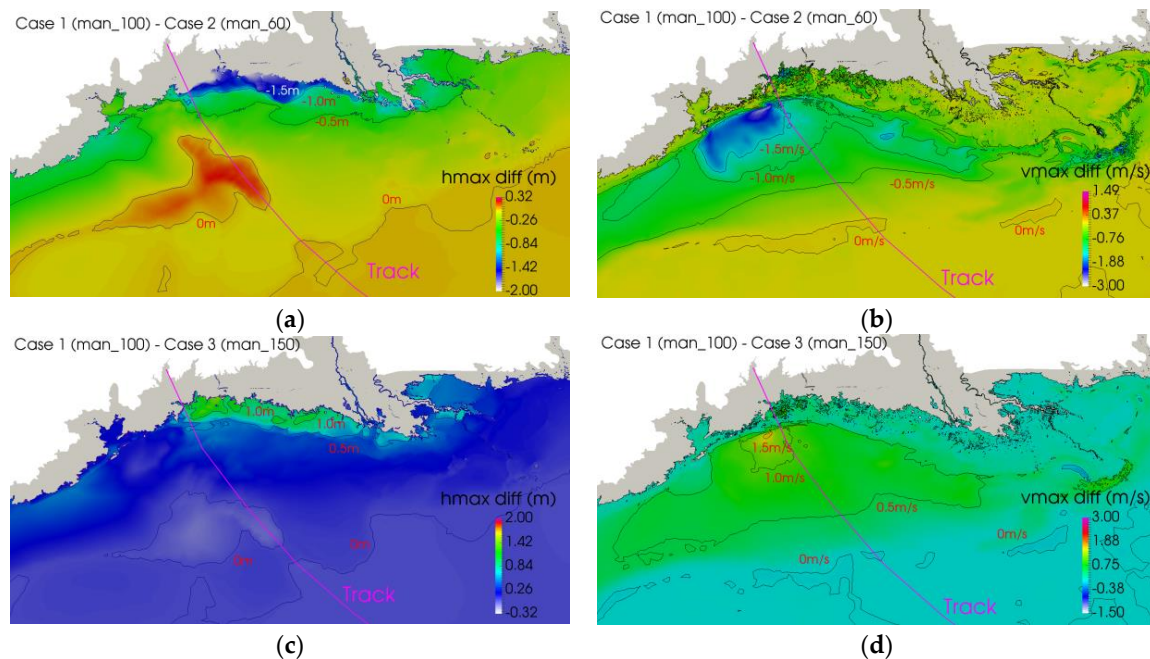 Case 1 (man_100) - Case 2 (man_60)
-1.5m
-1.0m
-0.5m
hmax diff (m)
0.32
-0.26
-0.84
-1.42
-2.00
0m
0m
Track
(a)
Case 1 (man_100) - Case 2 (man_60)
-1.5m/s
-1.0m/s
-0.5m/s
vmax diff (m/s)
1.49
0.37
-0.76
-1.88
-3.00
0m/s
0m/s
Track
(b)
Case 1 (man_100) - Case 3 (man_150)
1.0m
1.0m
0.5m
hmax diff (m)
2.00
1.42
0.84
0.26
-0.32
0m
0m
Track
(c)
Case 1 (man_100) - Case 3 (man_150)
1.5m/s
1.0m/s
0.5m/s
vmax diff (m/s)
3.00
1.88
0.75
-0.38
-1.50
0m/s
0m/s
Track
(d)